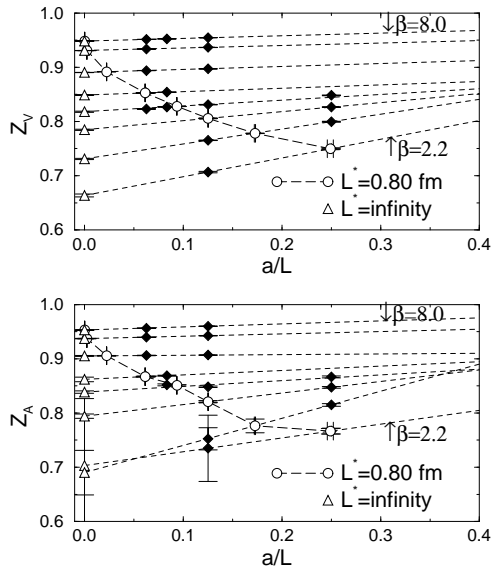 1.0
↓β=8.0
0.9
Z_V
0.8
0.7
↑β=2.2
L*=0.80 fm
L*=infinity
0.6
0.0 0.1 0.2 0.3 0.4
a/L
1.0
↓β=8.0
0.9
Z_A
0.8
0.7
↑β=2.2
L*=0.80 fm
L*=infinity
0.6
0.0 0.1 0.2 0.3 0.4
a/L